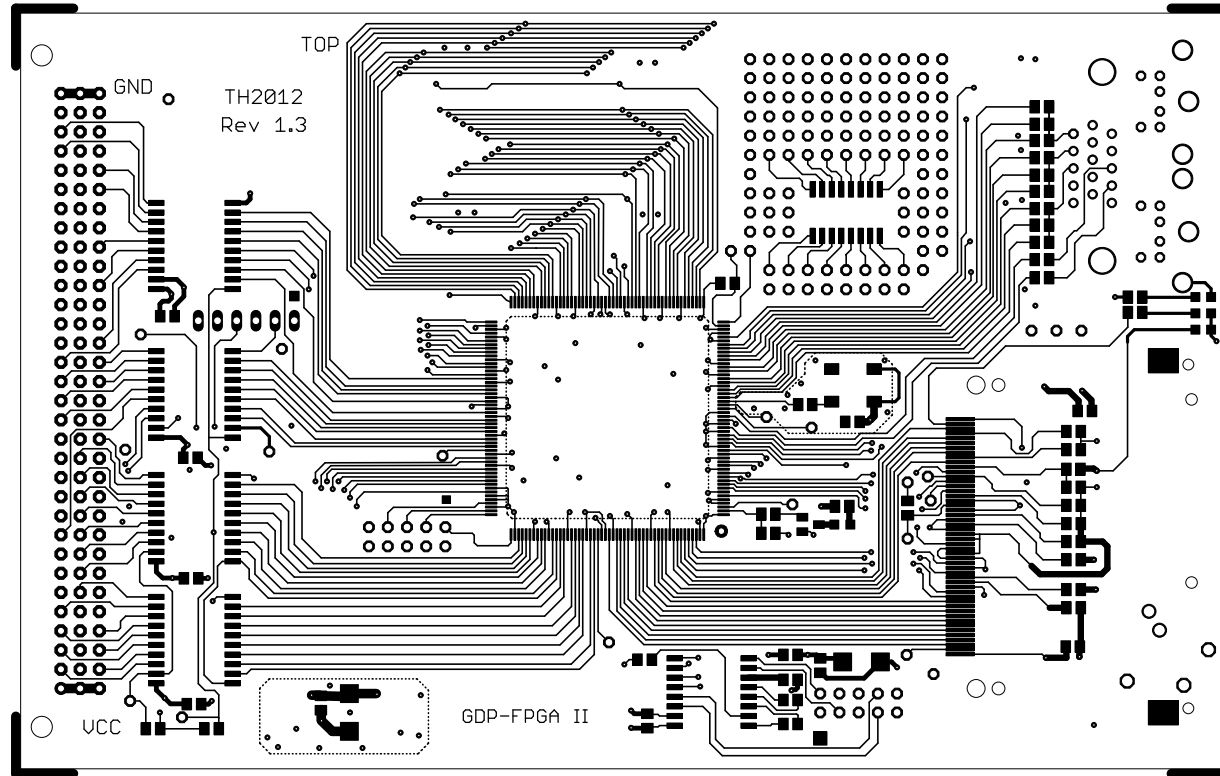 TOP
GND
TH2012
Rev 1.3
GDP-FPGA II
VCC